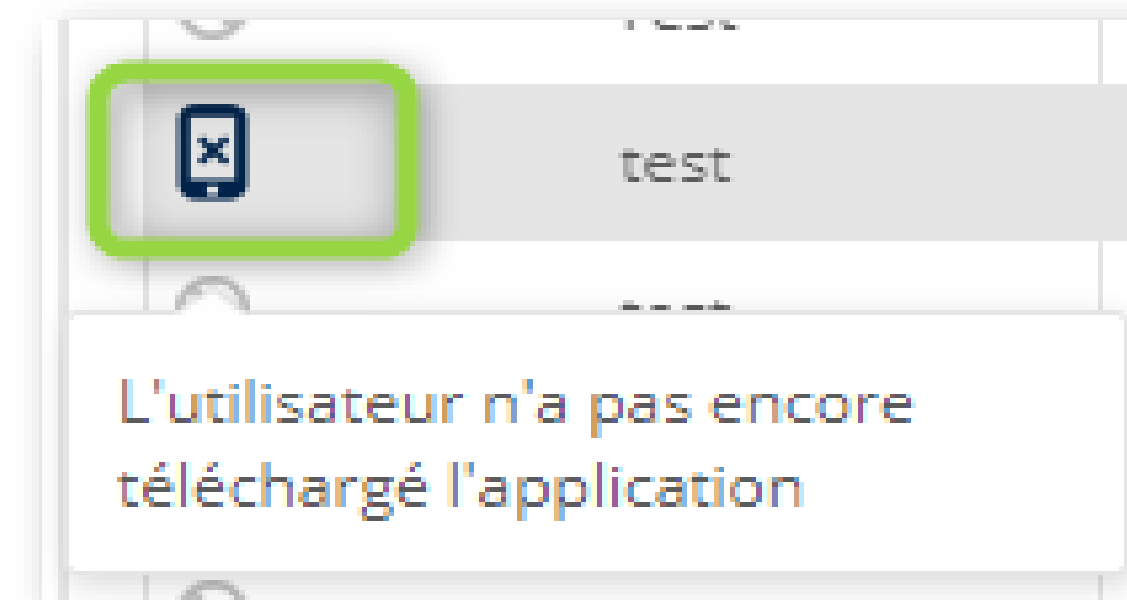 test
L'utilisateur n'a pas encore
téléchargé l'application